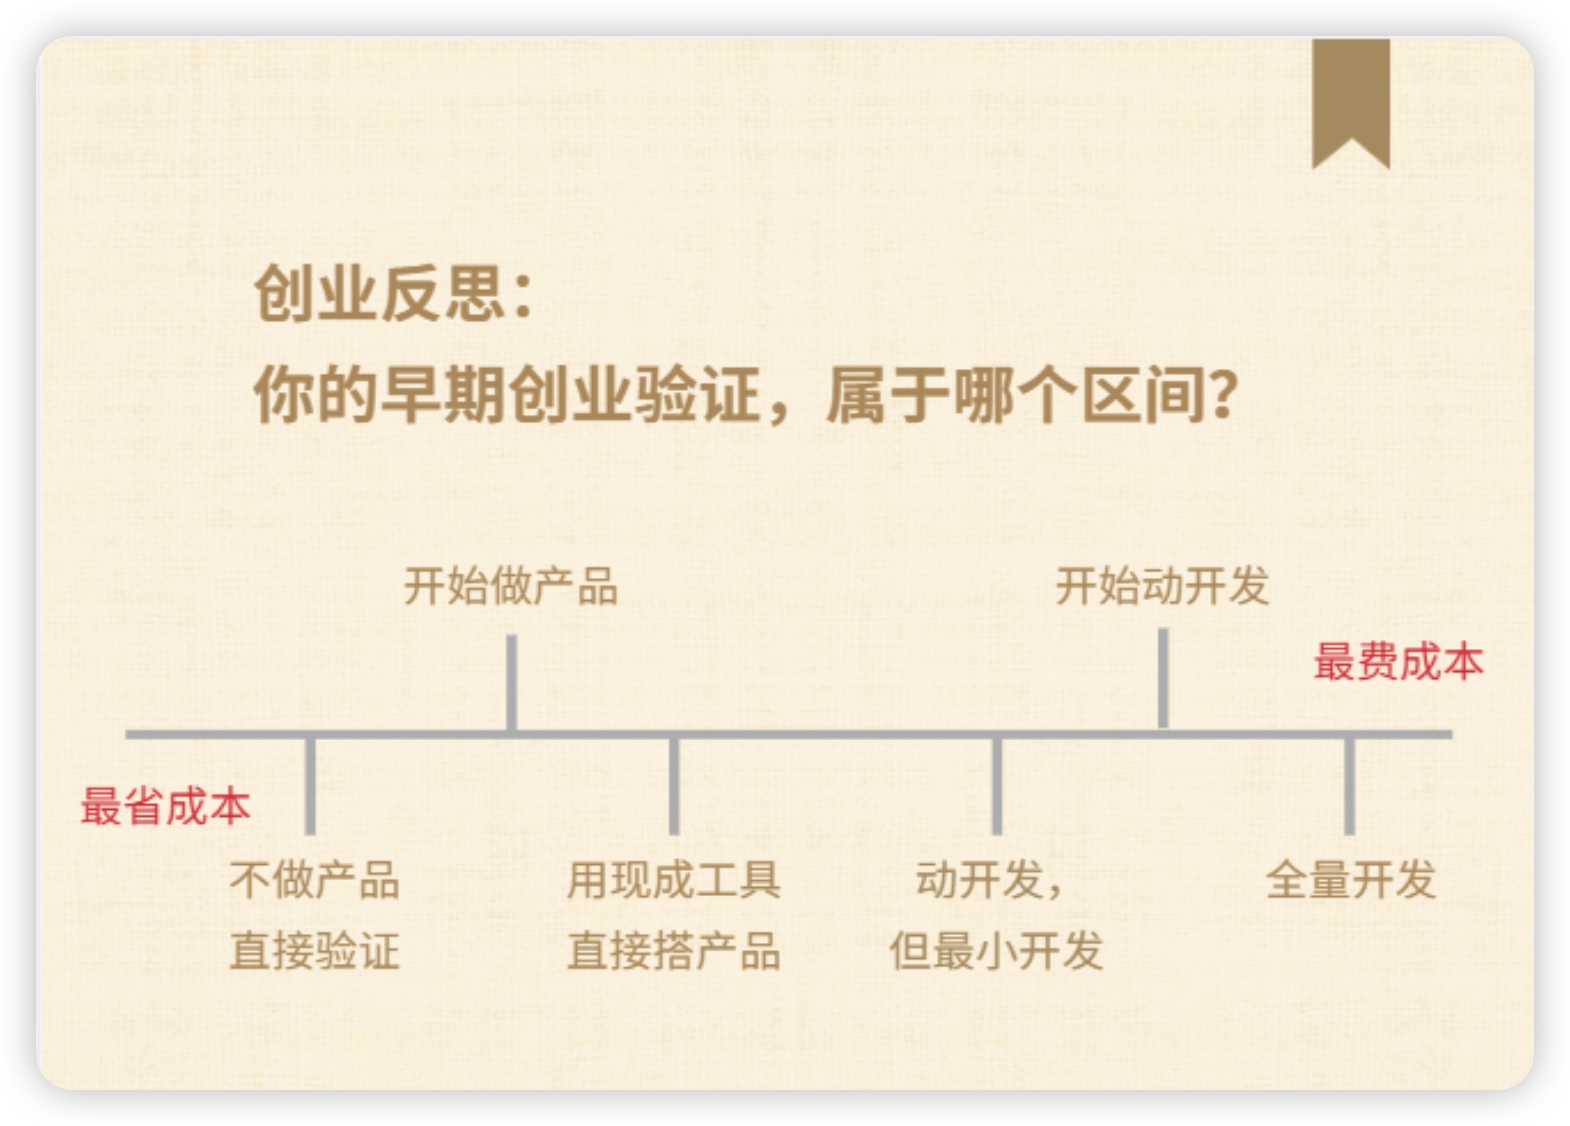 创业反思：
你的早期创业验证，属于哪个区间？
开始做产品
开始动开发
最费成本
最省成本
不做产品
直接验证
用现成工具
直接搭产品
动开发，
但最小开发
全量开发